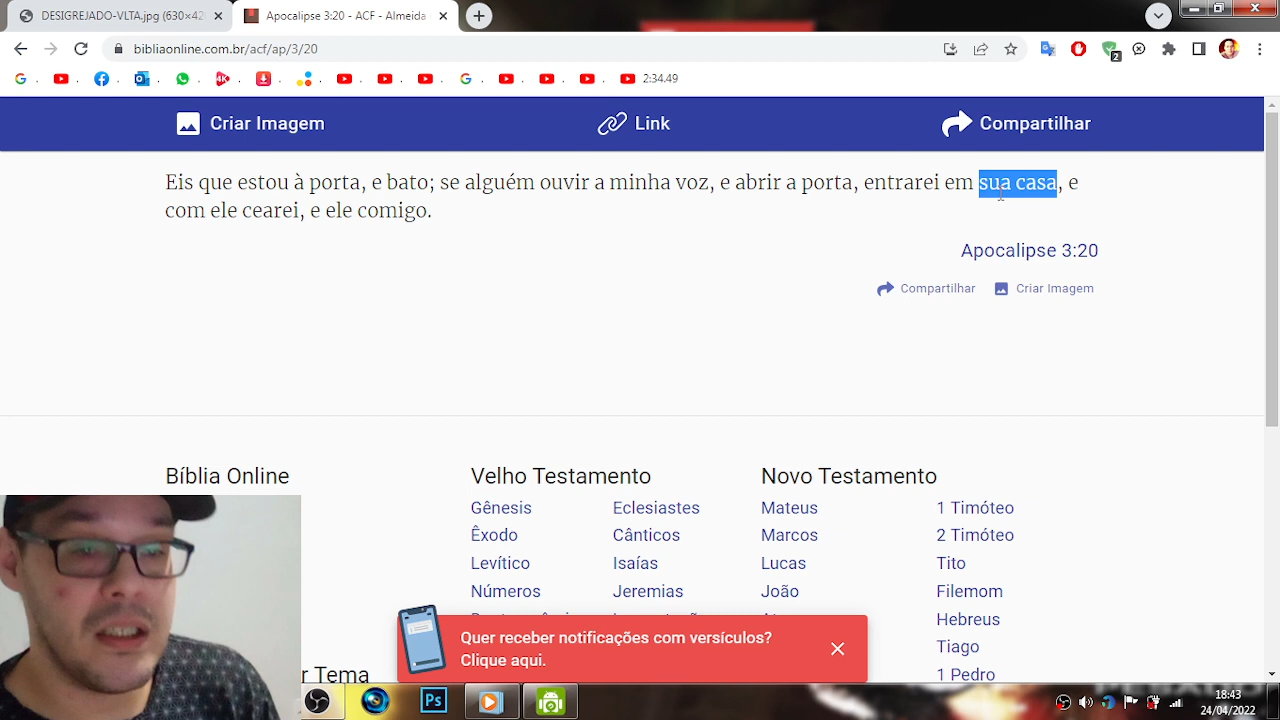 DESIGREJADO-VLTA.jpg (630×42
Apocalipse 3:20 - ACF - Almeida
bibliaonline.com.br/acf/ap/3/20
2
2:34.49
Criar Imagem
Link
Compartilhar
Eis que estou à porta, e bato; se alguém ouvir a minha voz, e abrir a porta, entrarei em sua casa, e
com ele cearei, e ele comigo.
Apocalipse 3:20
Compartilhar
Criar Imagem
Bíblia Online
Velho Testamento
Novo Testamento
Gênesis
Eclesiastes
Mateus
1 Timóteo
Êxodo
Cânticos
Marcos
2 Timóteo
Levítico
Isaías
Lucas
Tito
Números
Jeremias
João
Filemom
Hebreus
Quer receber notificações com versículos?
Clique aqui.
Tiago
1 Pedro
r Tema
Ps
18:43
24/04/2022